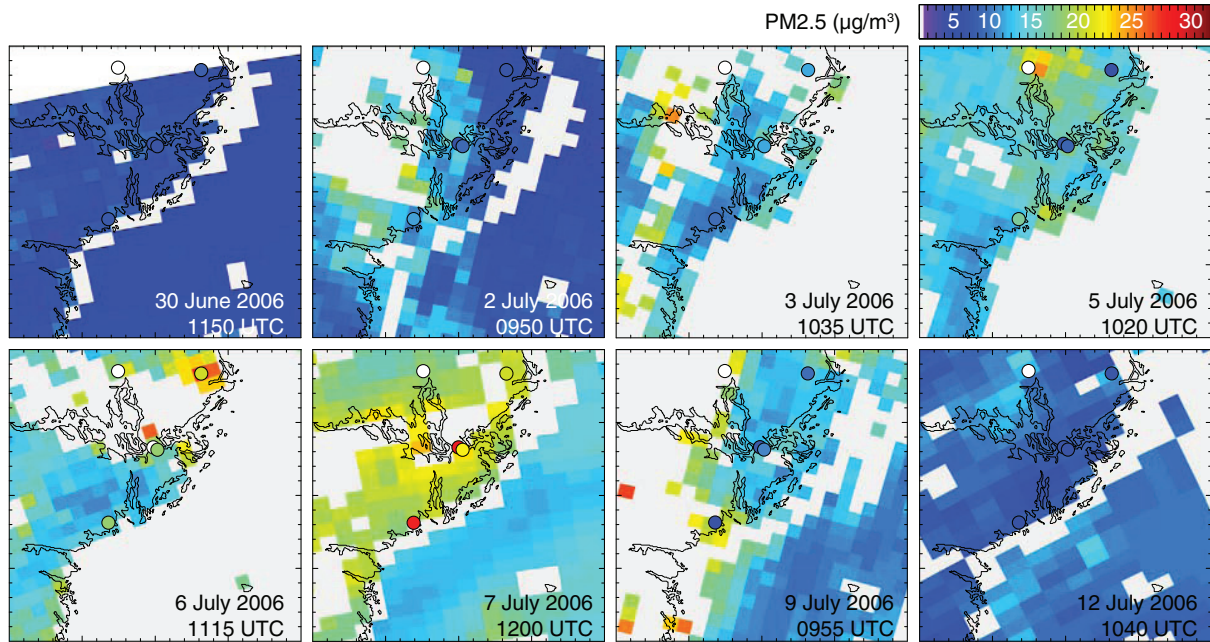 PM2.5 (µg/m³)
5 10 15 20 25 30
30 June 2006
1150 UTC
2 July 2006
0950 UTC
3 July 2006
1035 UTC
5 July 2006
1020 UTC
6 July 2006
1115 UTC
7 July 2006
1200 UTC
9 July 2006
0955 UTC
12 July 2006
1040 UTC